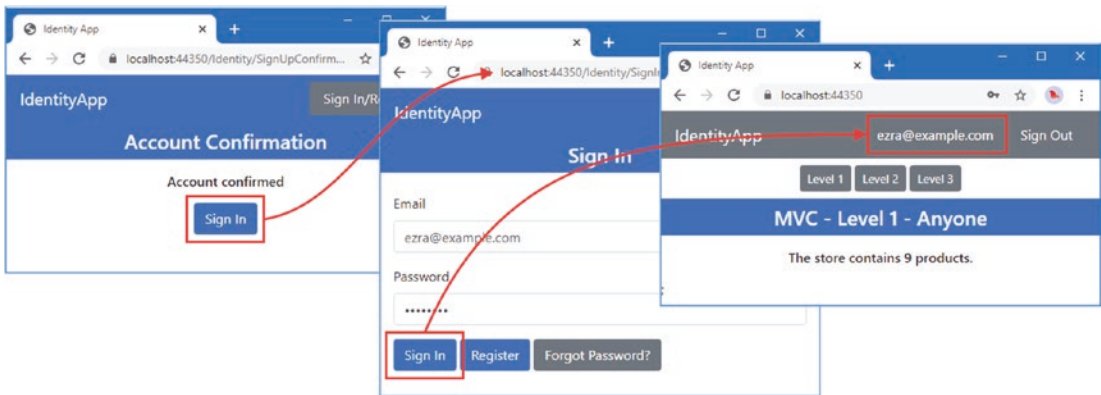 Identity App
localhost:44350/Identity/SignUpConfirm...
IdentityApp
Sign In/R
Account Confirmation
Account confirmed
Sign In
Identity App
localhost:44350/Identity/SignIn
IdentityApp
Sign In
Email
ezra@example.com
Password
Sign In
Register
Forgot Password?
Identity App
localhost:44350
IdentityApp
ezra@example.com
Sign Out
Level 1
Level 2
Level 3
MVC - Level 1 - Anyone
The store contains 9 products.